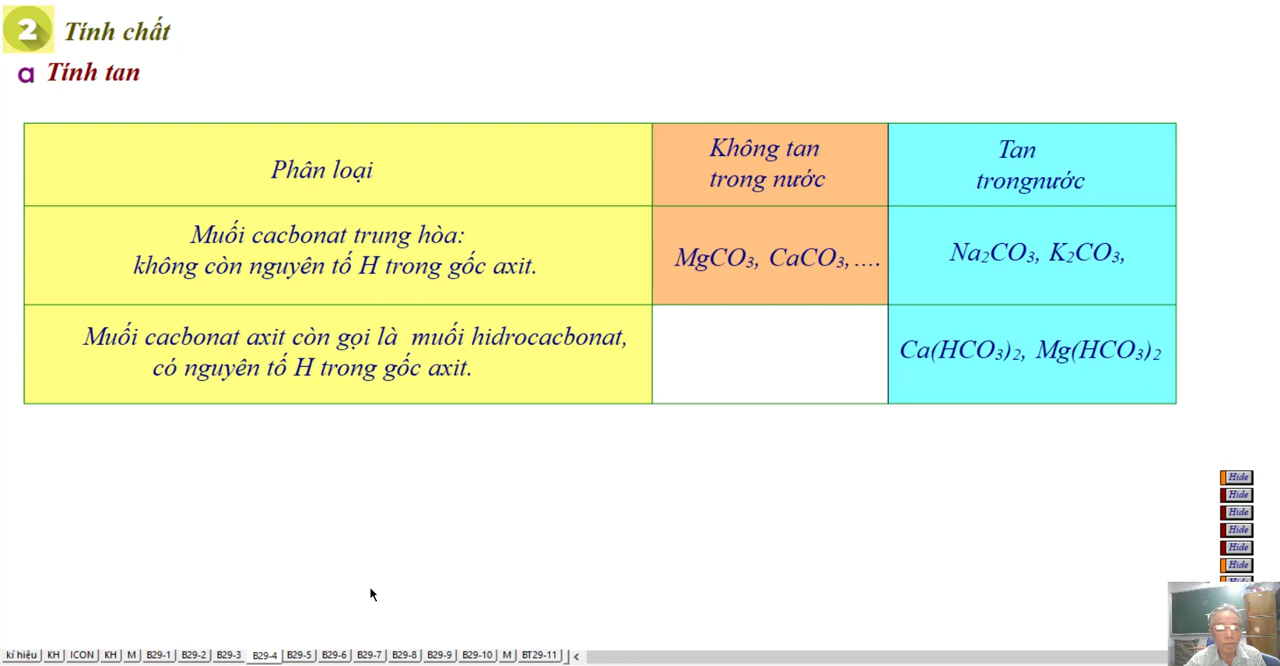 2 Tính chất
a Tính tan
Phân loại
Không tan
trong nước
Tan
trongnước
Muối cacbonat trung hòa:
không còn nguyên tố H trong gốc axit.
MgCO₃, CaCO₃,....
Na₂CO₃, K₂CO₃,
Muối cacbonat axit còn gọi là muối hidrocacbonat,
có nguyên tố H trong gốc axit.
Ca(HCO₃)₂, Mg(HCO₃)₂
Hide
Hide
Hide
Hide
Hide
Hide
kí hiệu KH ICON KH M B29-1 B29-2 B29-3 B29-4 B29-5 B29-6 B29-7 B29-8 B29-9 B29-10 M BT29-11